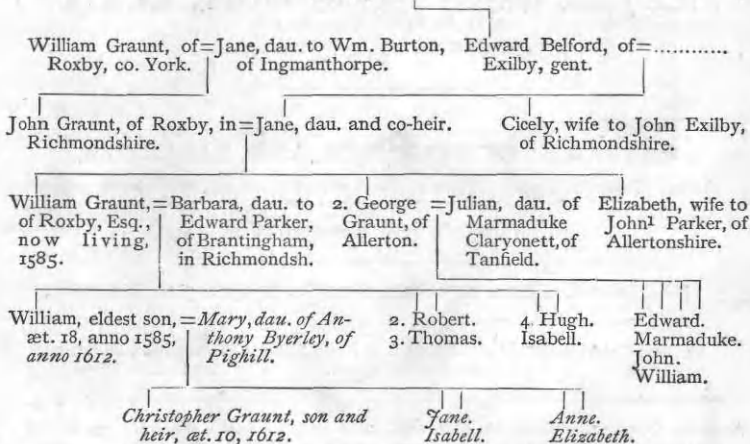 William Graunt, of=Jane, dau. to Wm. Burton, Edward Belford, of=............
Roxby, co. York. of Ingmanthorpe. Exilby, gent.
John Graunt, of Roxby, in=Jane, dau. and co-heir. Cicely, wife to John Exilby,
Richmondshire. of Richmondshire.
William Graunt,= Barbara, dau. to 2. George =Julian, dau. of Elizabeth, wife to
of Roxby, Esq., Edward Parker, Graunt, of Marmaduke John¹ Parker, of
now living, of Brantingham, Allerton. Claryonett, of Allertonshire.
1585. in Richmondsh. Tanfield.
William, eldest son,=Mary, dau. of An- 2. Robert. 4. Hugh. Edward.
æt. 18, anno 1585, thony Byerley, of 3. Thomas. Isabell. Marmaduke.
anno 1612. Pighill. John.
William.
Christopher Graunt, son and Jane. Anne.
heir, æt. 10, 1612. Isabell. Elizabeth.